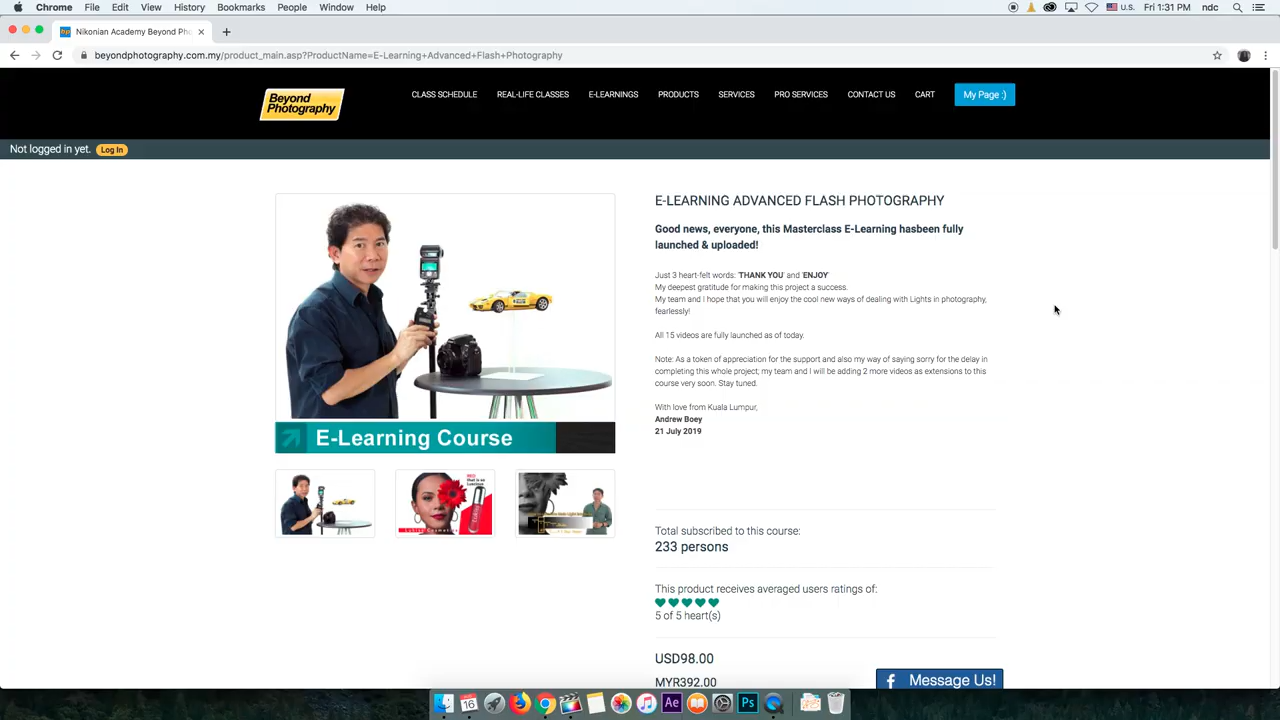 Chrome File Edit View History Bookmarks People Window Help
U.S. Fri 1:31 PM ndc
Nikonian Academy Beyond Pho
beyondphotography.com.my/product_main.asp?ProductName=E-Learning+Advanced+Flash+Photography
Beyond
Photography
CLASS SCHEDULE REAL-LIFE CLASSES E-LEARNINGS PRODUCTS SERVICES PRO SERVICES CONTACT US CART My Page :)
Not logged in yet. Log In
E-LEARNING ADVANCED FLASH PHOTOGRAPHY
Good news, everyone, this Masterclass E-Learning hasbeen fully
launched & uploaded!
Just 3 heart-felt words: 'THANK YOU' and 'ENJOY'
My deepest gratitude for making this project a success.
My team and I hope that you will enjoy the cool new ways of dealing with Lights in photography,
fearlessly!
All 15 videos are fully launched as of today.
Note: As a token of appreciation for the support and also my way of saying sorry for the delay in
completing this whole project; my team and I will be adding 2 more videos as extensions to this
course very soon. Stay tuned.
With love from Kuala Lumpur,
Andrew Boey
21 July 2019
E-Learning Course
RED
Total subscribed to this course:
233 persons
This product receives averaged users ratings of:
5 of 5 heart(s)
USD98.00
MYR392.00
Message Us!
16
Ae
Ps